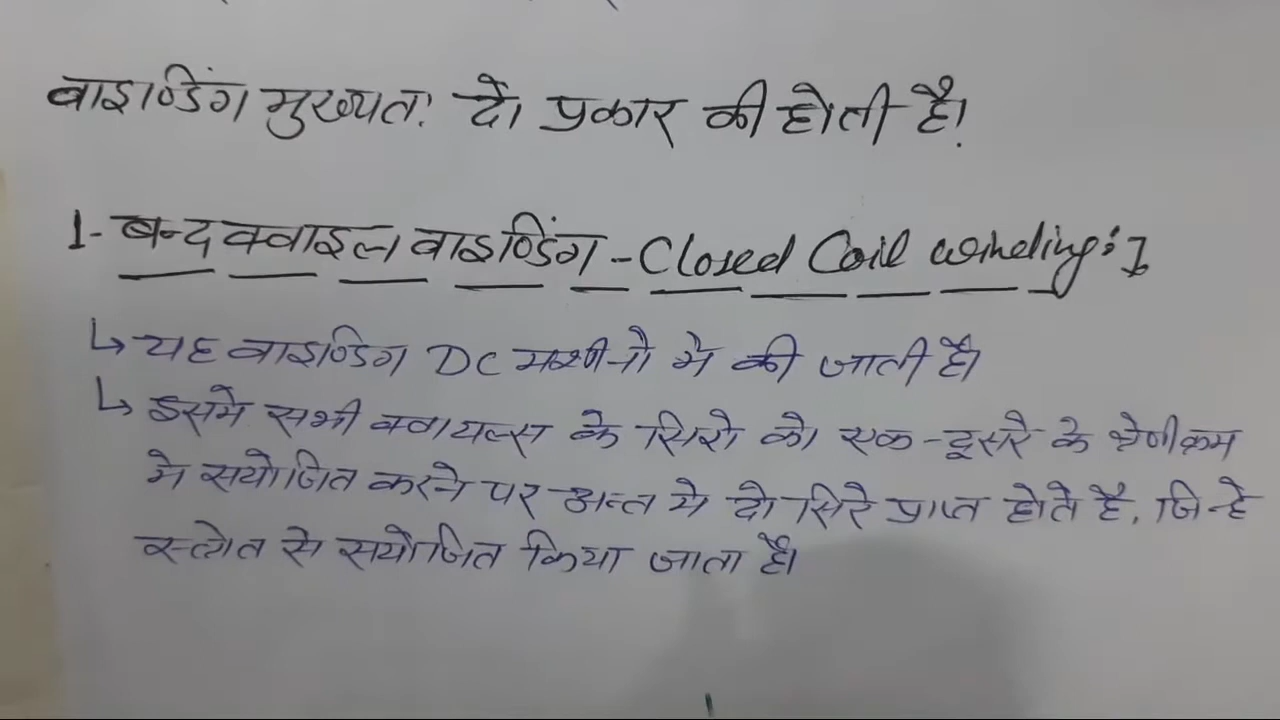 वाइण्डिंग मुख्यत: दो प्रकार की होती है।
1- बन्द क्वाइल वाइण्डिंग - Closed Coil winding :-
↳ यह वाइण्डिंग DC मशीनो मे की जाती है।
↳ इसमे सभी क्वायल्स के सिरो को एक-दूसरे के श्रेणीक्रम
मे सयोजित करने पर अन्त मे दो सिरे प्राप्त होते है, जिन्हे
स्त्रोत से सयोजित किया जाता है।